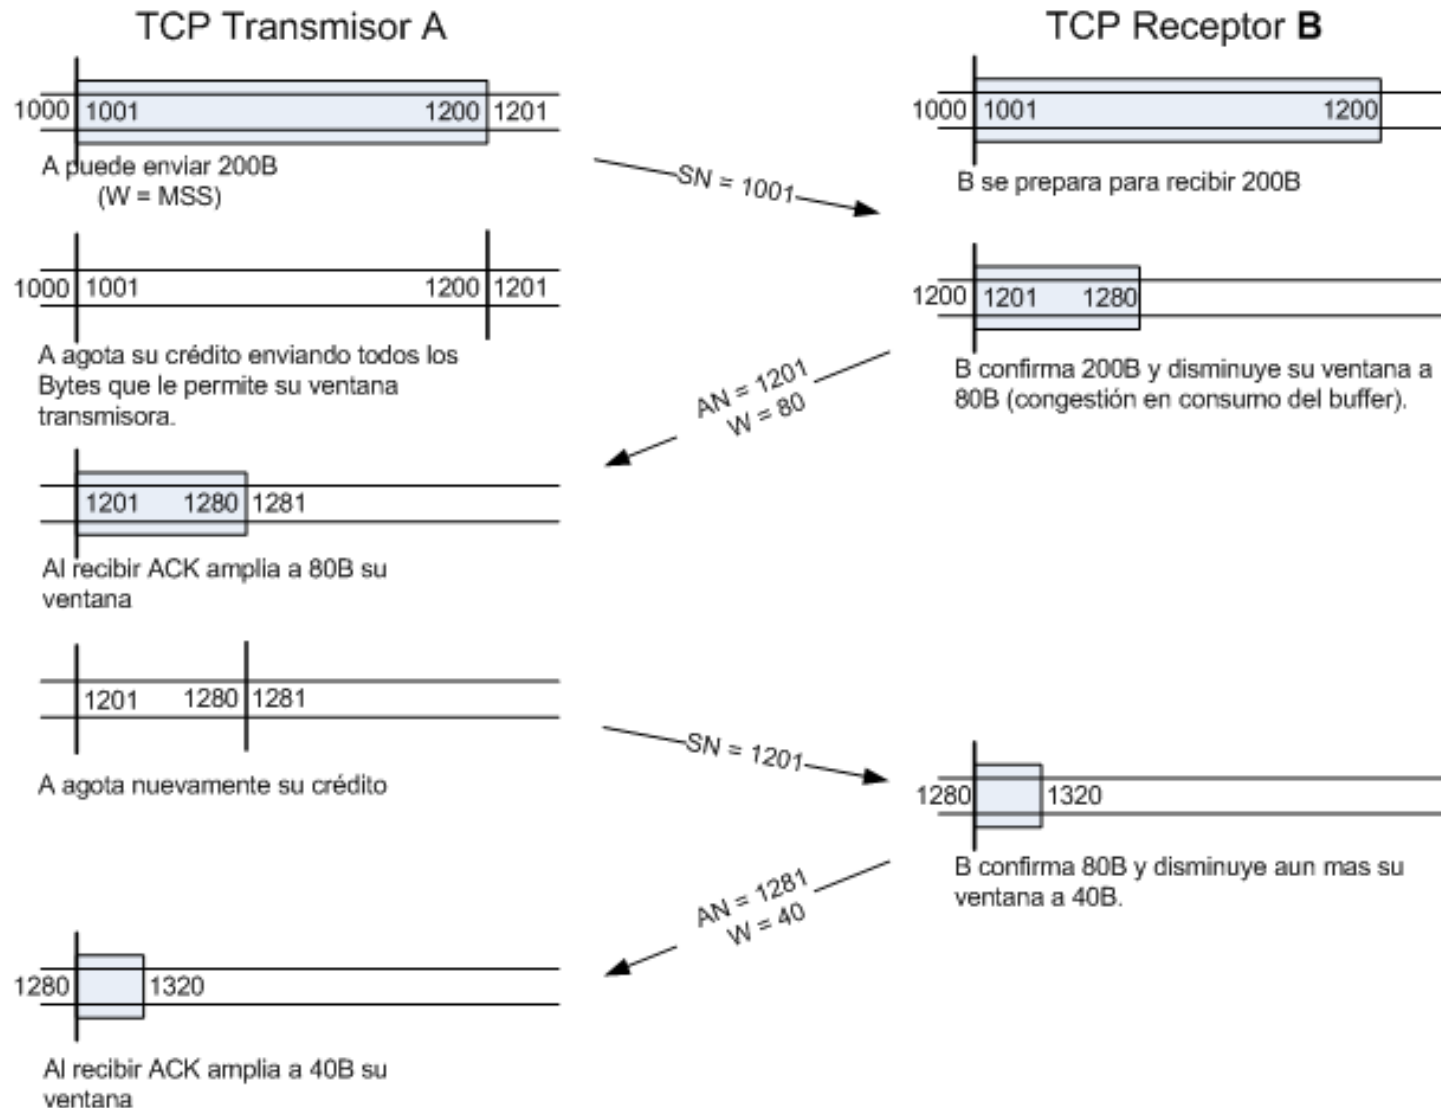 TCP Transmisor A
TCP Receptor B
1000 1001 1200 1201
1000 1001 1200
A puede enviar 200B
(W = MSS)
SN = 1001
B se prepara para recibir 200B
1000 1001 1200 1201
1200 1201 1280
A agota su crédito enviando todos los
Bytes que le permite su ventana
transmisora.
AN = 1201
W = 80
B confirma 200B y disminuye su ventana a
80B (congestión en consumo del buffer).
1201 1280 1281
Al recibir ACK amplia a 80B su
ventana
1201 1280 1281
A agota nuevamente su crédito
SN = 1201
1280 1320
B confirma 80B y disminuye aun mas su
ventana a 40B.
AN = 1281
W = 40
1280 1320
Al recibir ACK amplia a 40B su
ventana